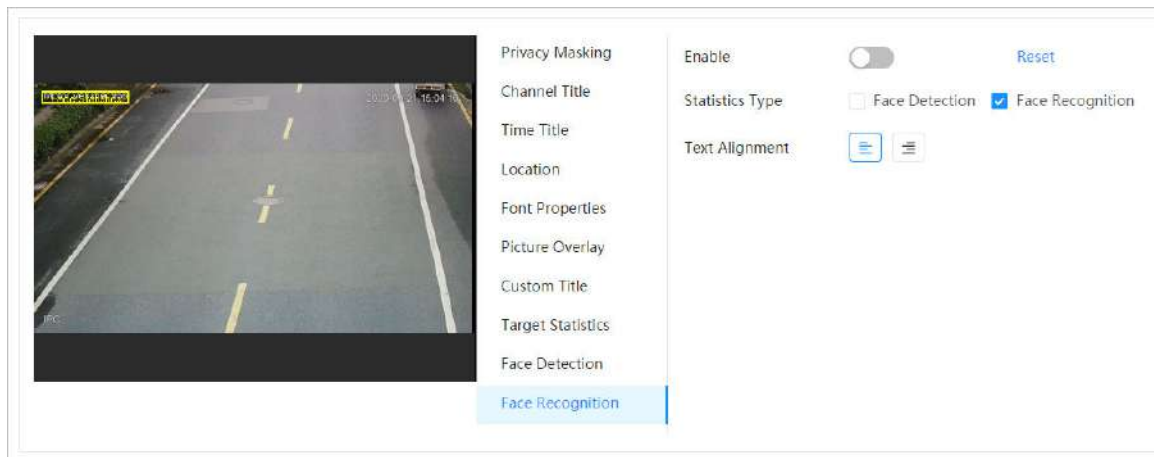 Privacy Masking
Channel Title
Time Title
Location
Font Properties
Picture Overlay
Custom Title
Target Statistics
Face Detection
Face Recognition
Enable
Reset
Statistics Type
Face Detection
Face Recognition
Text Alignment
IPC